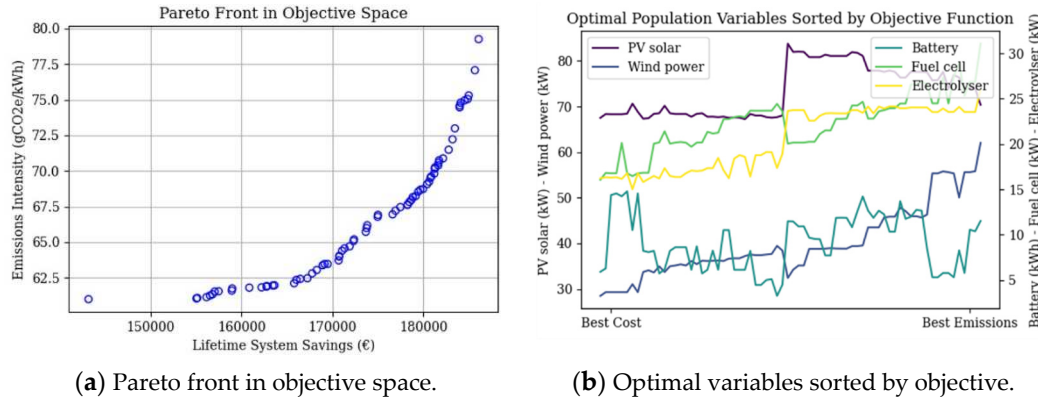 Pareto Front in Objective Space
80.0
77.5
75.0
72.5
70.0
67.5
65.0
62.5
Emissions Intensity (gCO2e/kWh)
150000 160000 170000 180000
Lifetime System Savings (€)
(a) Pareto front in objective space.
Optimal Population Variables Sorted by Objective Function
PV solar
Wind power
Battery
Fuel cell
Electrolyser
80
70
60
50
40
30
PV solar (kW) - Wind power (kW)
30
25
20
15
10
5
Battery (kWh) - Fuel cell (kW) - Electroylser (kW)
Best Cost Best Emissions
(b) Optimal variables sorted by objective.